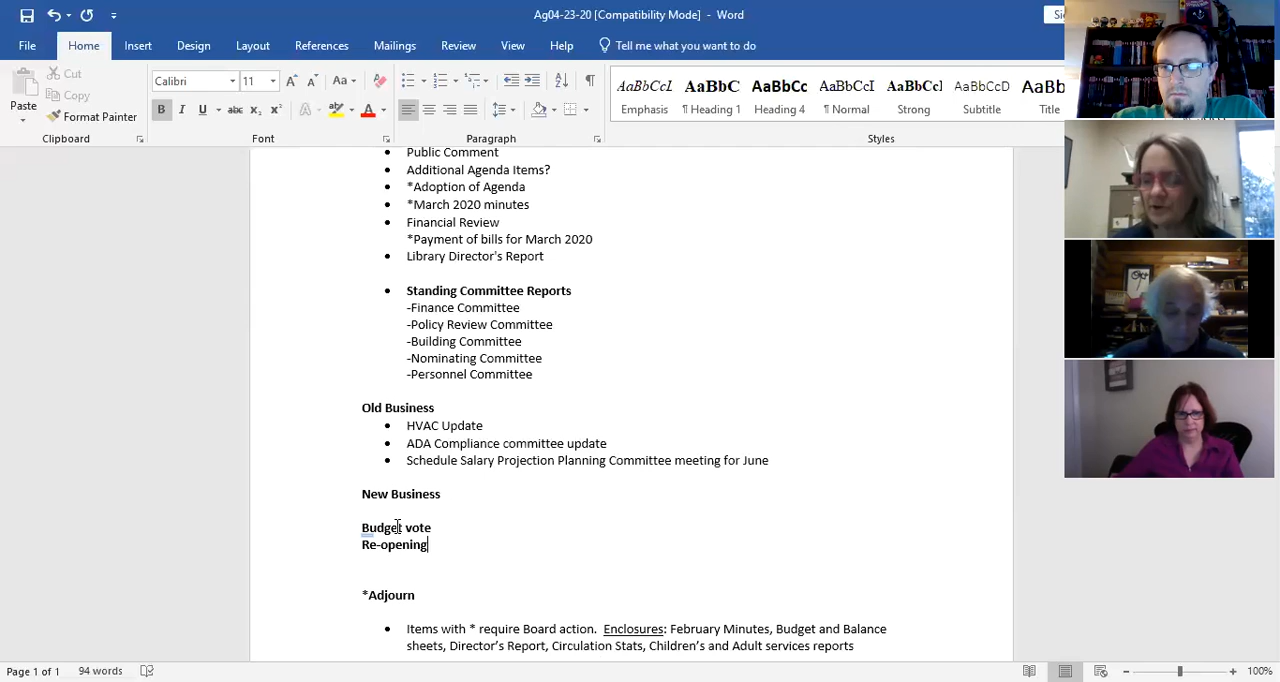 Ag04-23-20 [Compatibility Mode] - Word
File Home Insert Design Layout References Mailings Review View Help Tell me what you want to do
Cut
Copy
Format Painter
Paste
Clipboard
Calibri 11
Font
Paragraph
AaBbCcI AaBbC AaBbCc AaBbCcI AaBbCcI AaBbCcD AaBb
Emphasis ¶ Heading 1 Heading 4 ¶ Normal Strong Subtitle Title
Styles
• Public Comment
• Additional Agenda Items?
• *Adoption of Agenda
• *March 2020 minutes
• Financial Review
*Payment of bills for March 2020
• Library Director's Report
• Standing Committee Reports
-Finance Committee
-Policy Review Committee
-Building Committee
-Nominating Committee
-Personnel Committee
Old Business
• HVAC Update
• ADA Compliance committee update
• Schedule Salary Projection Planning Committee meeting for June
New Business
Budget vote
Re-opening
*Adjourn
• Items with * require Board action. Enclosures: February Minutes, Budget and Balance
sheets, Director's Report, Circulation Stats, Children's and Adult services reports
Page 1 of 1 94 words 100%